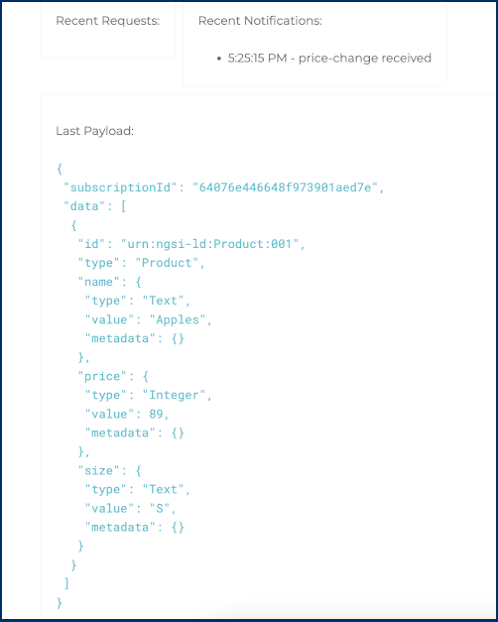 Recent Requests:
Recent Notifications:
• 5:25:15 PM - price-change received
Last Payload:
{
"subscriptionId": "64076e446648f973901aed7e",
"data": [
{
"id": "urn:ngsi-ld:Product:001",
"type": "Product",
"name": {
"type": "Text",
"value": "Apples",
"metadata": {}
},
"price": {
"type": "Integer",
"value": 89,
"metadata": {}
},
"size": {
"type": "Text",
"value": "S",
"metadata": {}
}
}
]
}